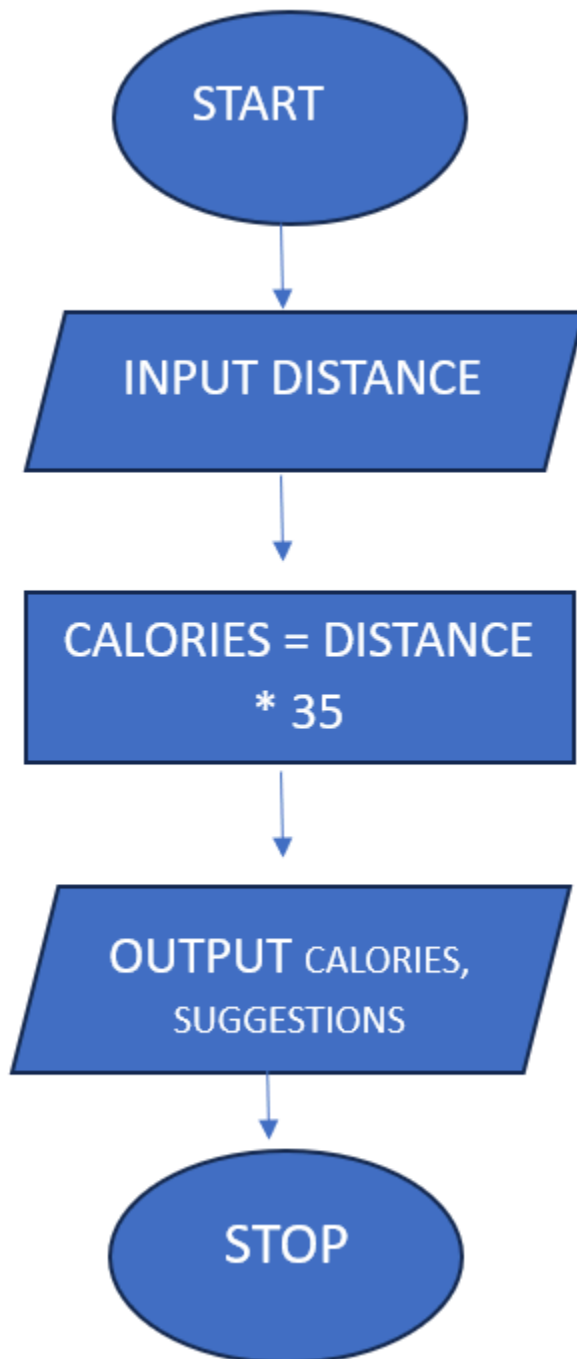 START
INPUT DISTANCE
CALORIES = DISTANCE
* 35
OUTPUT CALORIES,
SUGGESTIONS
STOP